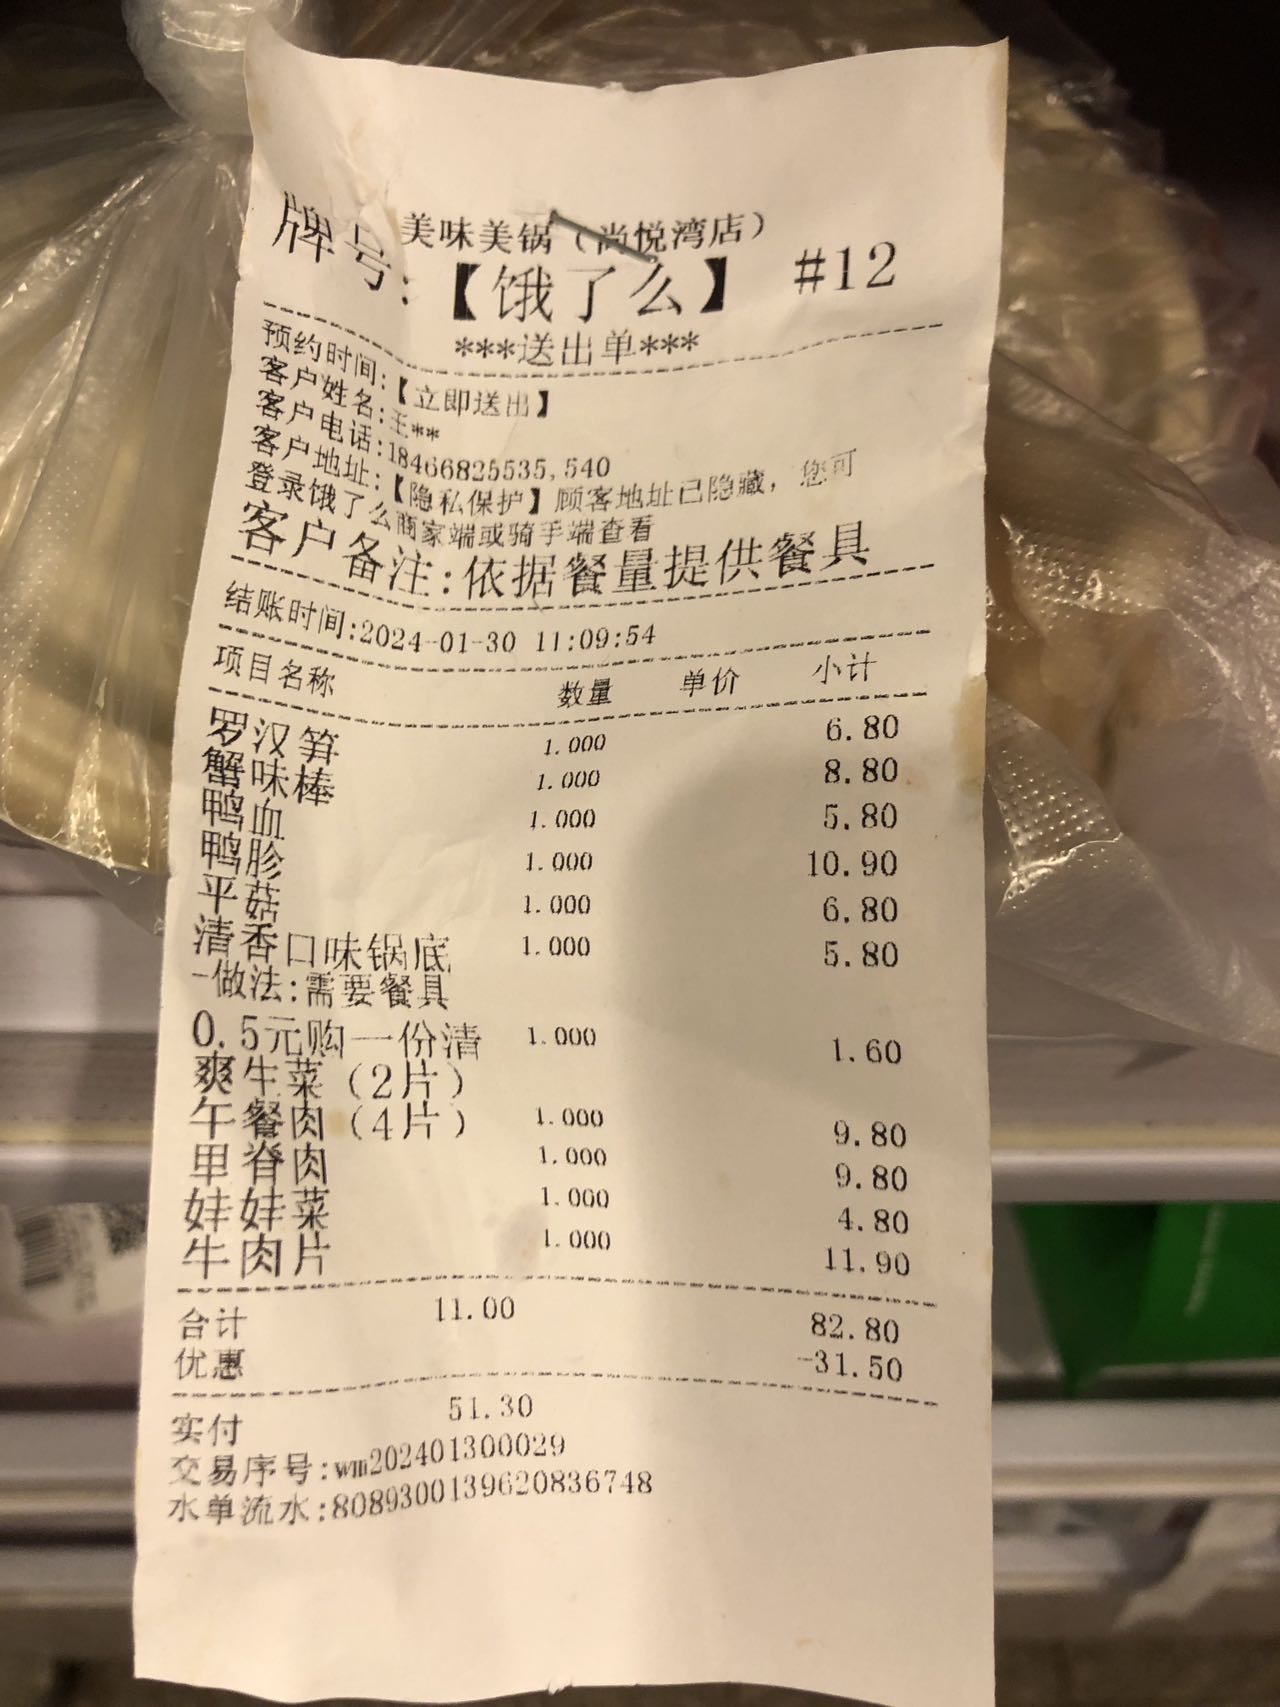 美味美锅（尚悦湾店）
牌号:【饿了么】 #12
***送出单***
预约时间:【立即送出】
客户姓名:王**
客户电话:18466825535,540
客户地址:【隐私保护】顾客地址已隐藏，您可
登录饿了么商家端或骑手端查看
客户备注:依据餐量提供餐具
结账时间:2024-01-30 11:09:54
项目名称 数量 单价 小计
罗汉笋 1.000 6.80
蟹味棒 1.000 8.80
鸭血 1.000 5.80
鸭胗 1.000 10.90
平菇 1.000 6.80
清香口味锅底 1.000 5.80
-做法:需要餐具
0.5元购一份清 1.000 1.60
爽生菜（2片）
午餐肉（4片） 1.000 9.80
里脊肉 1.000 9.80
娃娃菜 1.000 4.80
牛肉片 1.000 11.90
合计 11.00 82.80
优惠 -31.50
实付 51.30
交易序号:wm202401300029
水单流水:8089300139620836748